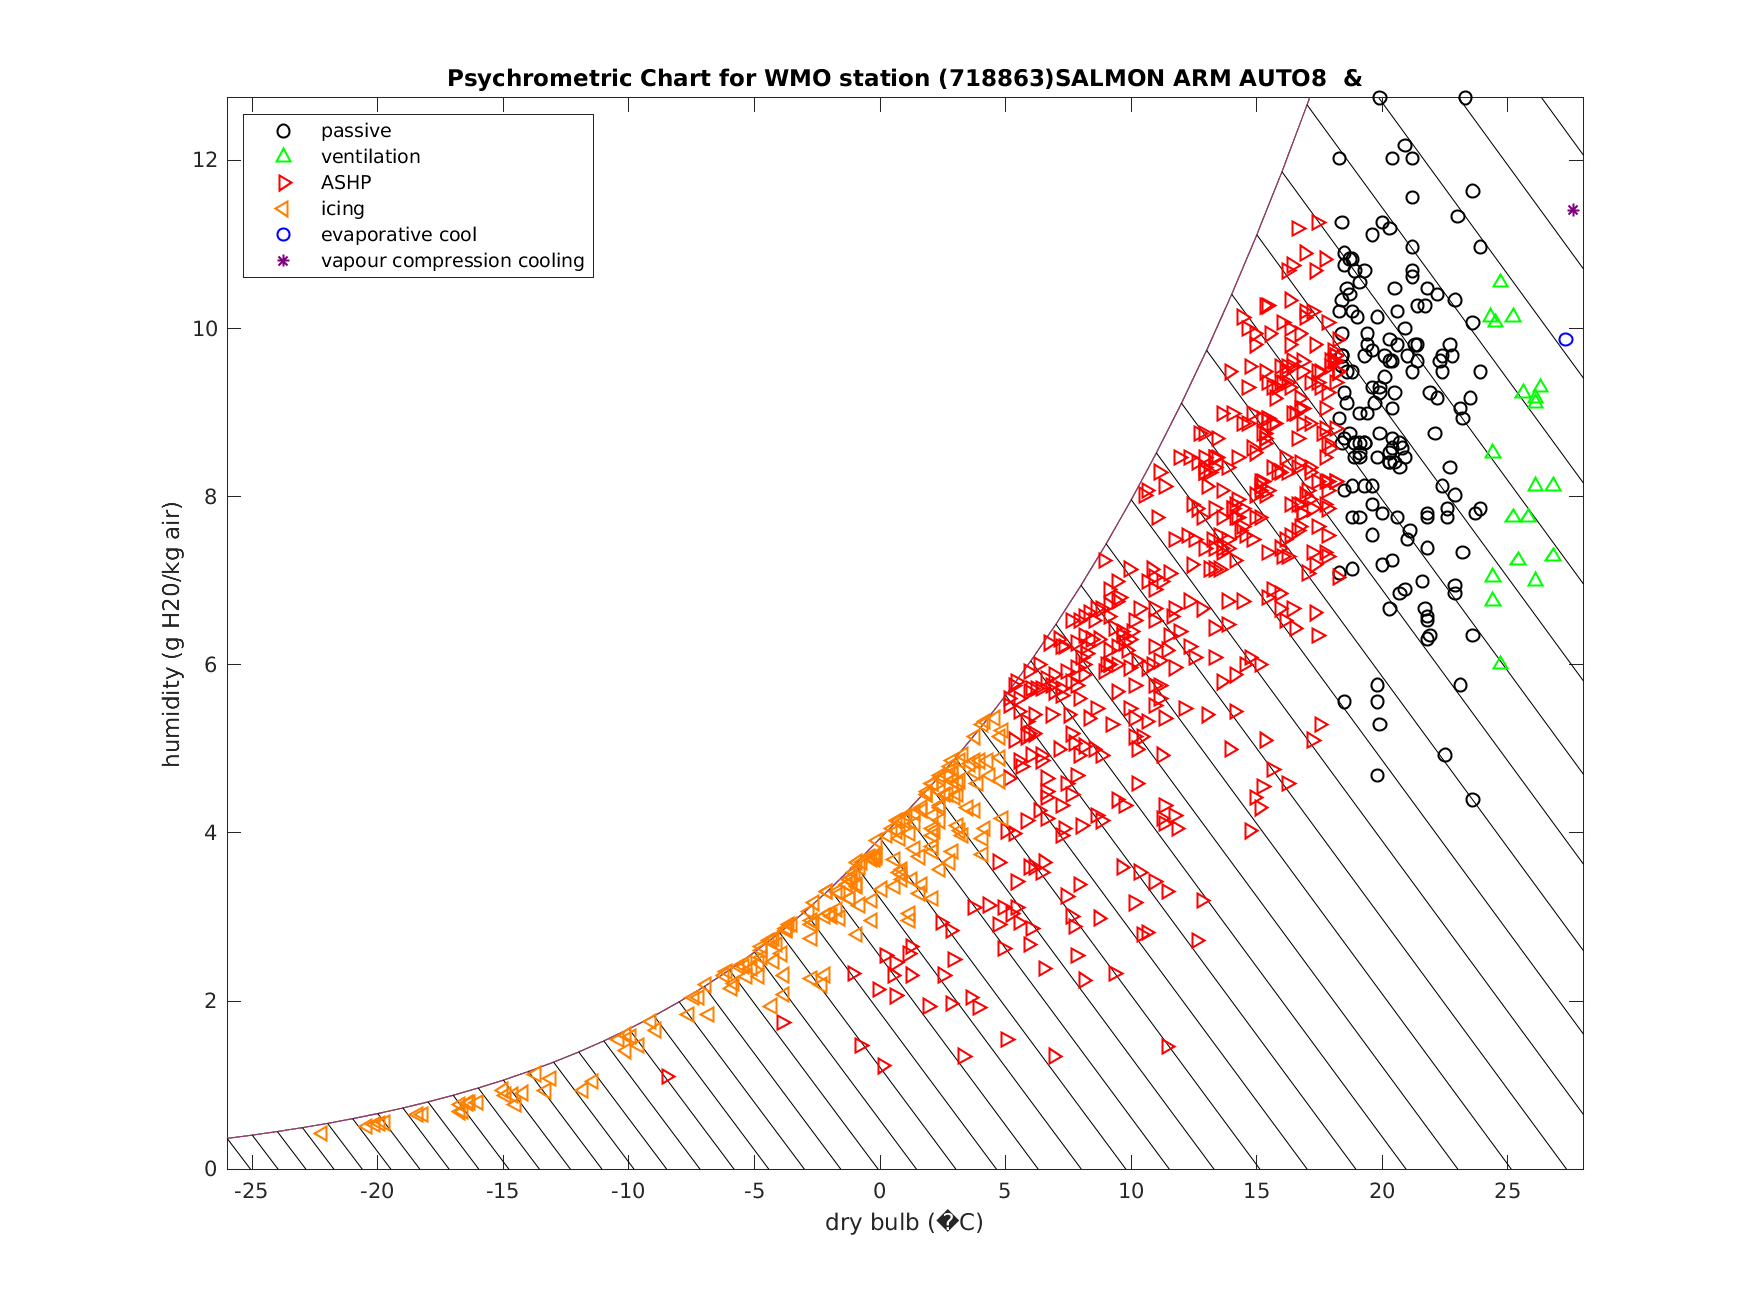 Psychrometric Chart for WMO station (718863)SALMON ARM AUTO8 &
passive
ventilation
ASHP
icing
evaporative cool
vapour compression cooling
humidity (g H20/kg air)
12
10
8
6
4
2
0
-25 -20 -15 -10 -5 0 5 10 15 20 25
dry bulb (�C)